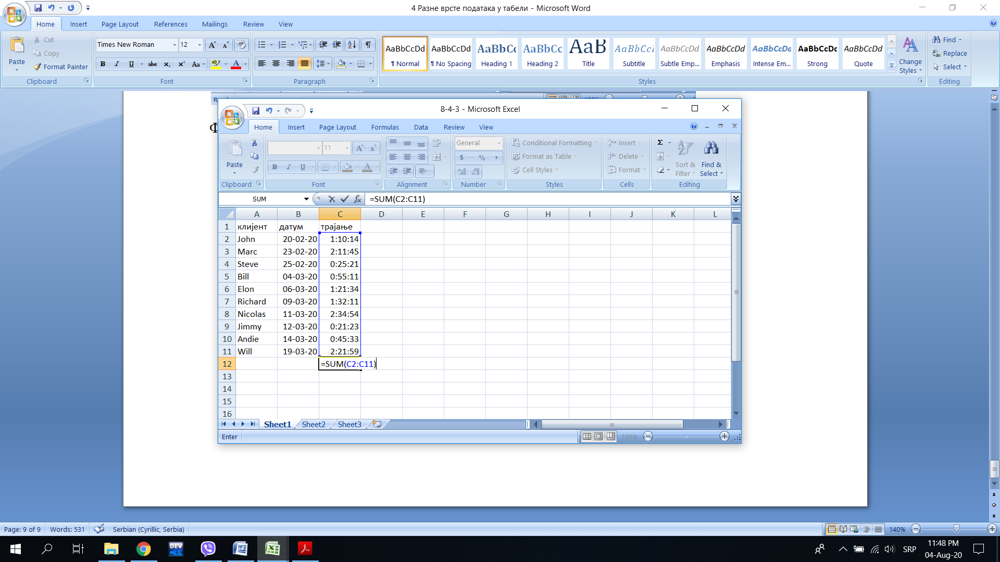 4 Разне врсте података у табели - Microsoft Word
Home Insert Page Layout References Mailings Review View
Paste
Cut
Copy
Format Painter
Clipboard
Times New Roman 12
Font
Paragraph
AaBbCcDd AaBbCcDd AaBbCc AaBbCc AaB AaBbCcI AaBbCcDd AaBbCcDd AaBbCcDd AaBbCcDc AaBbCcDd
¶ Normal ¶ No Spacing Heading 1 Heading 2 Title Subtitle Subtle Emp... Emphasis Intense Em... Strong Quote
Change Styles
Styles
Find
Replace
Select
Editing
Ф
8-4-3 - Microsoft Excel
Home Insert Page Layout Formulas Data Review View
Paste
Clipboard
11
Font
Alignment
General
$ % ,
Number
Conditional Formatting
Format as Table
Cell Styles
Styles
Insert
Delete
Format
Cells
Σ
Sort & Filter
Find & Select
Editing
SUM =SUM(C2:C11)
A B C D E F G H I J K L
1 клијент датум трајање
2 John 20-02-20 1:10:14
3 Marc 23-02-20 2:11:45
4 Steve 25-02-20 0:25:21
5 Bill 04-03-20 0:55:11
6 Elon 06-03-20 1:21:34
7 Richard 09-03-20 1:32:11
8 Nicolas 11-03-20 2:34:54
9 Jimmy 12-03-20 0:21:23
10 Andie 14-03-20 0:45:33
11 Will 19-03-20 2:21:59
12 =SUM(C2:C11)
13
14
15
16
Sheet1 Sheet2 Sheet3
Enter 100%
Page: 9 of 9 Words: 531 Serbian (Cyrillic, Serbia) 140%
DEV SRP 11:48 PM
04-Aug-20